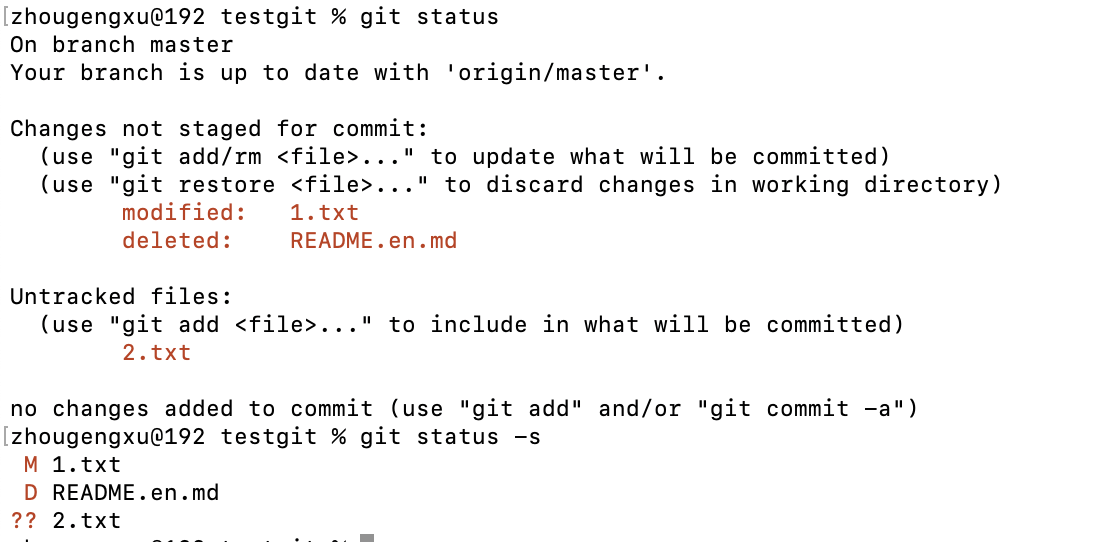 [zhougengxu@192 testgit % git status
On branch master
Your branch is up to date with 'origin/master'.
Changes not staged for commit:
(use "git add/rm <file>..." to update what will be committed)
(use "git restore <file>..." to discard changes in working directory)
modified:   1.txt
deleted:    README.en.md
Untracked files:
(use "git add <file>..." to include in what will be committed)
2.txt
no changes added to commit (use "git add" and/or "git commit -a")
[zhougengxu@192 testgit % git status -s
M 1.txt
D README.en.md
?? 2.txt